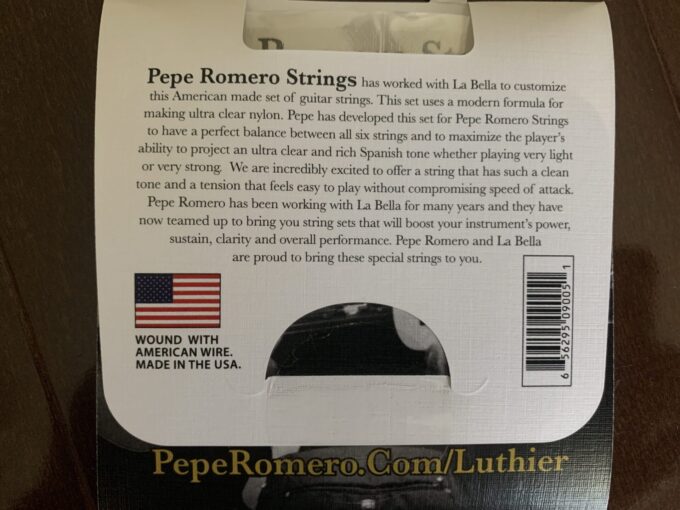 Pepe Romero Strings has worked with La Bella to customize
this American made set of guitar strings. This set uses a modern formula for
making ultra clear nylon. Pepe has developed this set for Pepe Romero Strings
to have a perfect balance between all six strings and to maximize the player's
ability to project an ultra clear and rich Spanish tone whether playing very light
or very strong. We are incredibly excited to offer a string that has such a clean
tone and a tension that feels easy to play without compromising speed of attack.
Pepe Romero has been working with La Bella for many years and they have
now teamed up to bring you string sets that will boost your instrument's power,
sustain, clarity and overall performance. Pepe Romero and La Bella
are proud to bring these special strings to you.
WOUND WITH
AMERICAN WIRE.
MADE IN THE USA.
6 56295 09005 1
PepeRomero.Com/Luthier